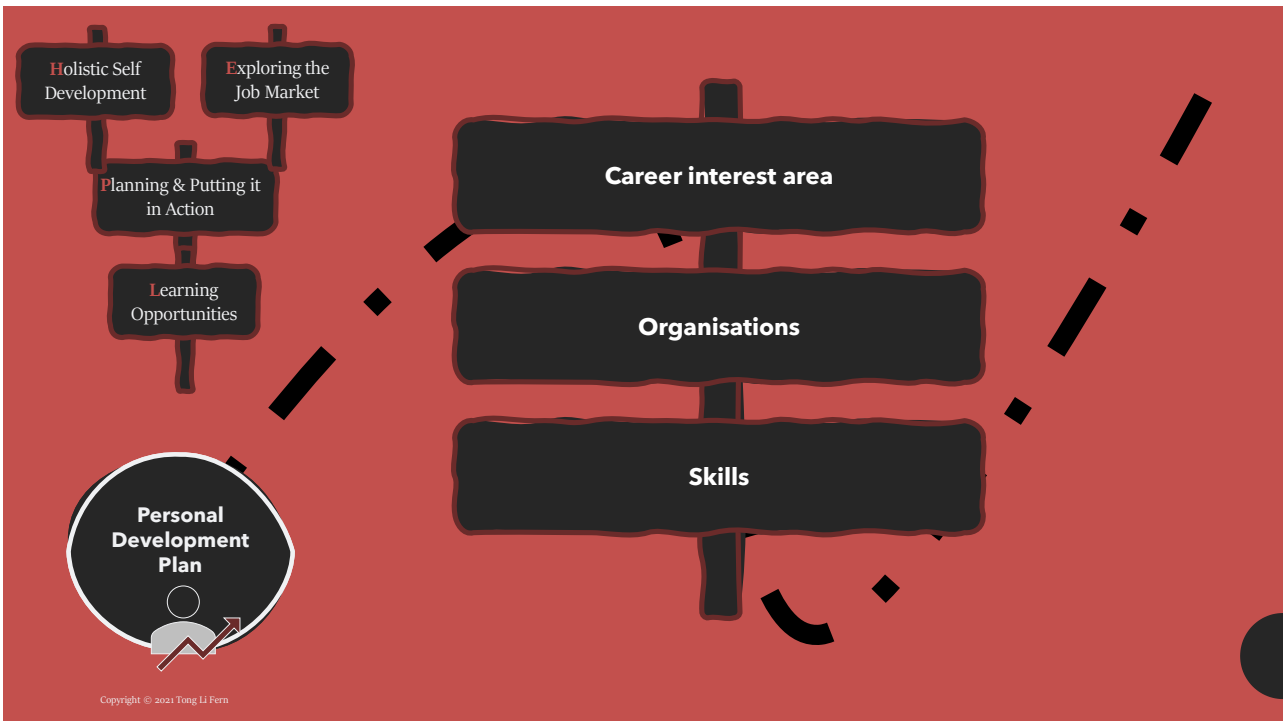 Holistic Self
Development
Exploring the
Job Market
Planning & Putting it
in Action
Learning
Opportunities
Career interest area
Organisations
Skills
Personal
Development
Plan
Copyright © 2021 Tong Li Fern